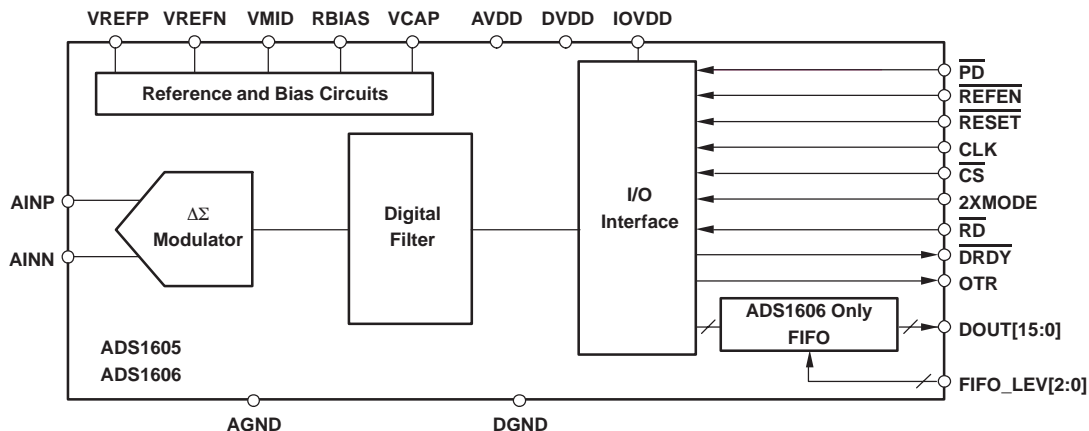 VREFP VREFN VMID RBIAS VCAP AVDD DVDD IOVDD
Reference and Bias Circuits
PD
REFEN
RESET
CLK
CS
2XMODE
RD
DRDY
OTR
DOUT[15:0]
FIFO_LEV[2:0]
AINP
AINN
ΔΣ
Modulator
Digital
Filter
I/O
Interface
ADS1606 Only
FIFO
ADS1605
ADS1606
AGND DGND